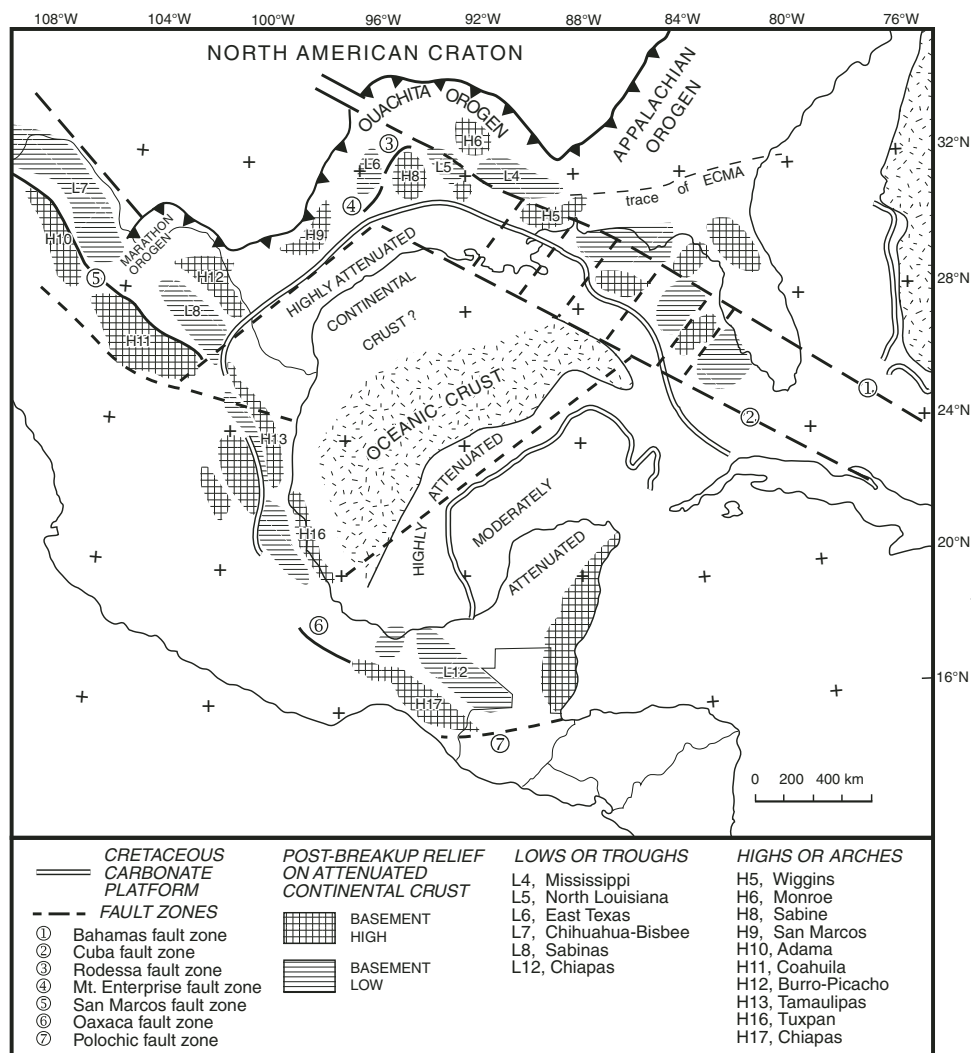 108°W 104°W 100°W 96°W 92°W 88°W 84°W 80°W 76°W
NORTH AMERICAN CRATON
OUACHITA OROGEN
APPALACHIAN
OROGEN
32°N
28°N
24°N
20°N
16°N
③
H6
L6
H8
L5
L4
trace of ECMA
L7
④
H5
H9
H10
MARATHON
OROGEN
H12
⑤
L8
H11
HIGHLY ATTENUATED
CONTINENTAL
CRUST ?
OCEANIC CRUST
①
②
H13
HIGHLY ATTENUATED
MODERATELY
ATTENUATED
H16
⑥
L12
H17
⑦
0 200 400 km
CRETACEOUS
CARBONATE
PLATFORM
FAULT ZONES
① Bahamas fault zone
② Cuba fault zone
③ Rodessa fault zone
④ Mt. Enterprise fault zone
⑤ San Marcos fault zone
⑥ Oaxaca fault zone
⑦ Polochic fault zone
POST-BREAKUP RELIEF
ON ATTENUATED
CONTINENTAL CRUST
BASEMENT
HIGH
BASEMENT
LOW
LOWS OR TROUGHS
L4, Mississippi
L5, North Louisiana
L6, East Texas
L7, Chihuahua-Bisbee
L8, Sabinas
L12, Chiapas
HIGHS OR ARCHES
H5, Wiggins
H6, Monroe
H8, Sabine
H9, San Marcos
H10, Adama
H11, Coahuila
H12, Burro-Picacho
H13, Tamaulipas
H16, Tuxpan
H17, Chiapas